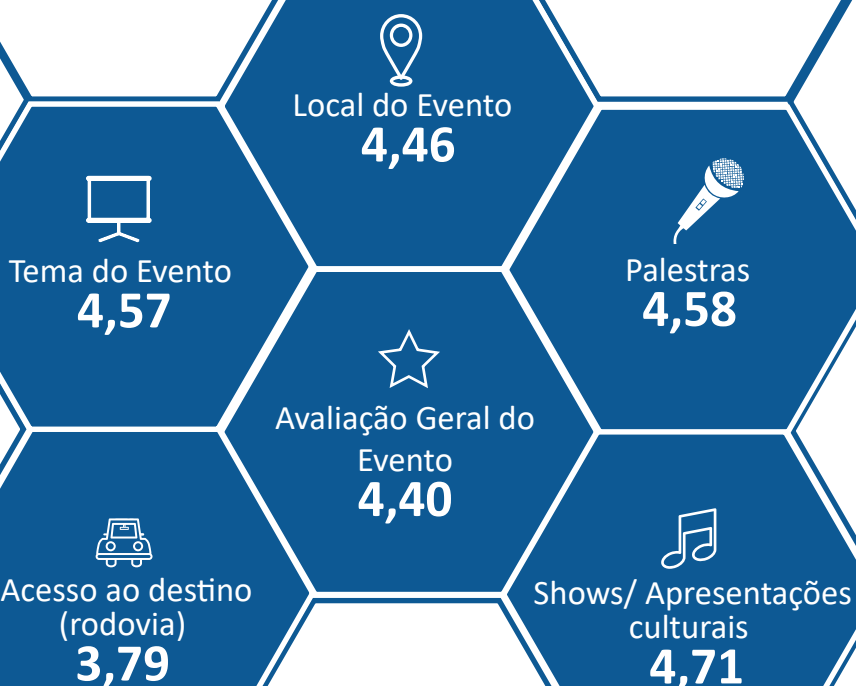 Local do Evento
4,46
Tema do Evento
4,57
Palestras
4,58
Avaliação Geral do
Evento
4,40
Acesso ao destino
(rodovia)
3,79
Shows/ Apresentações
culturais
4,71